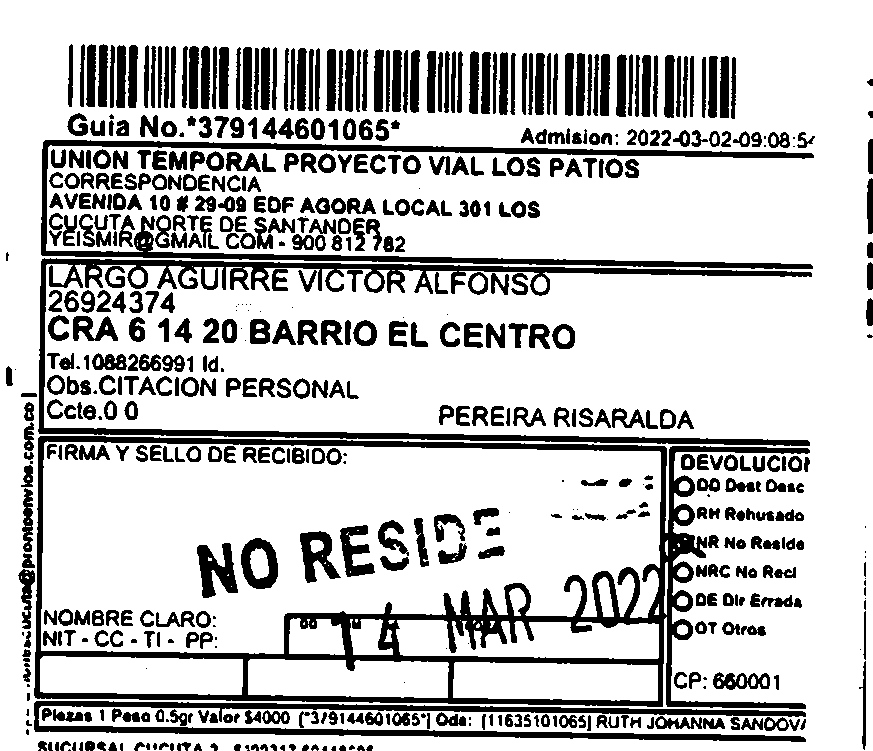 Guia No.*379144601065*
Admision: 2022-03-02-09:08:54
UNION TEMPORAL PROYECTO VIAL LOS PATIOS
CORRESPONDENCIA
AVENIDA 10 # 29-09 EDF AGORA LOCAL 301 LOS
CUCUTA NORTE DE SANTANDER
YEISMIR@GMAIL COM - 900 812 782
LARGO AGUIRRE VICTOR ALFONSO
26924374
CRA 6 14 20 BARRIO EL CENTRO
Tel.1088266991 Id.
Obs.CITACION PERSONAL
Ccte.0 0
PEREIRA RISARALDA
FIRMA Y SELLO DE RECIBIDO:
NO RESIDE
14 MAR 2022
NOMBRE CLARO:
NIT - CC - TI - PP:
DEVOLUCION
DD Dest Desc
RH Rehusado
NR No Reside
NRC No Recl
DE Dir Errada
OT Otros
CP: 660001
Piezas 1 Peso 0.5gr Valor $4000 (*379144601065*) Ode: (11635101065) RUTH JOHANNA SANDOVA
SUCURSAL CUCUTA 2